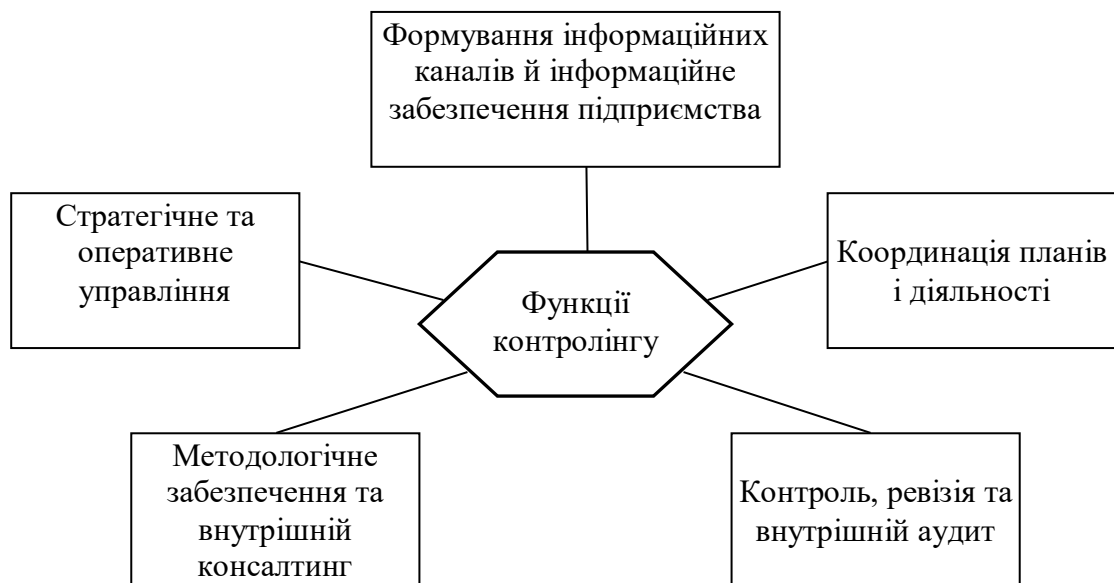 Формування інформаційних
каналів й інформаційне
забезпечення підприємства
Стратегічне та
оперативне
управління
Координація планів
і діяльності
Функції
контролінгу
Методологічне
забезпечення та
внутрішній
консалтинг
Контроль, ревізія та
внутрішній аудит